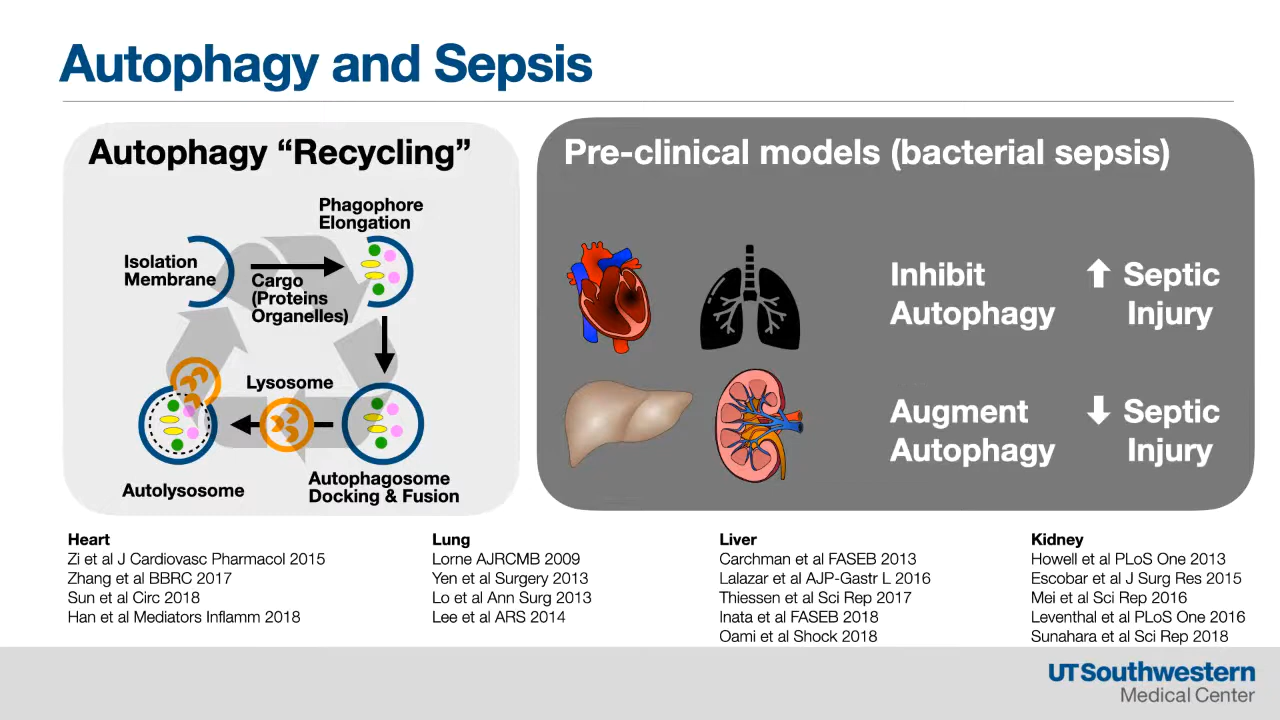 Autophagy and Sepsis
Autophagy “Recycling”
Phagophore
Elongation
Isolation
Membrane
Cargo
(Proteins
Organelles)
Lysosome
Autolysosome
Autophagosome
Docking & Fusion
Pre-clinical models (bacterial sepsis)
Inhibit
Autophagy
Septic
Injury
Augment
Autophagy
Septic
Injury
Heart
Zi et al J Cardiovasc Pharmacol 2015
Zhang et al BBRC 2017
Sun et al Circ 2018
Han et al Mediators Inflamm 2018
Lung
Lorne AJRCMB 2009
Yen et al Surgery 2013
Lo et al Ann Surg 2013
Lee et al ARS 2014
Liver
Carchman et al FASEB 2013
Lalazar et al AJP-Gastr L 2016
Thiessen et al Sci Rep 2017
Inata et al FASEB 2018
Oami et al Shock 2018
Kidney
Howell et al PLoS One 2013
Escobar et al J Surg Res 2015
Mei et al Sci Rep 2016
Leventhal et al PLoS One 2016
Sunahara et al Sci Rep 2018
UTSouthwestern
Medical Center